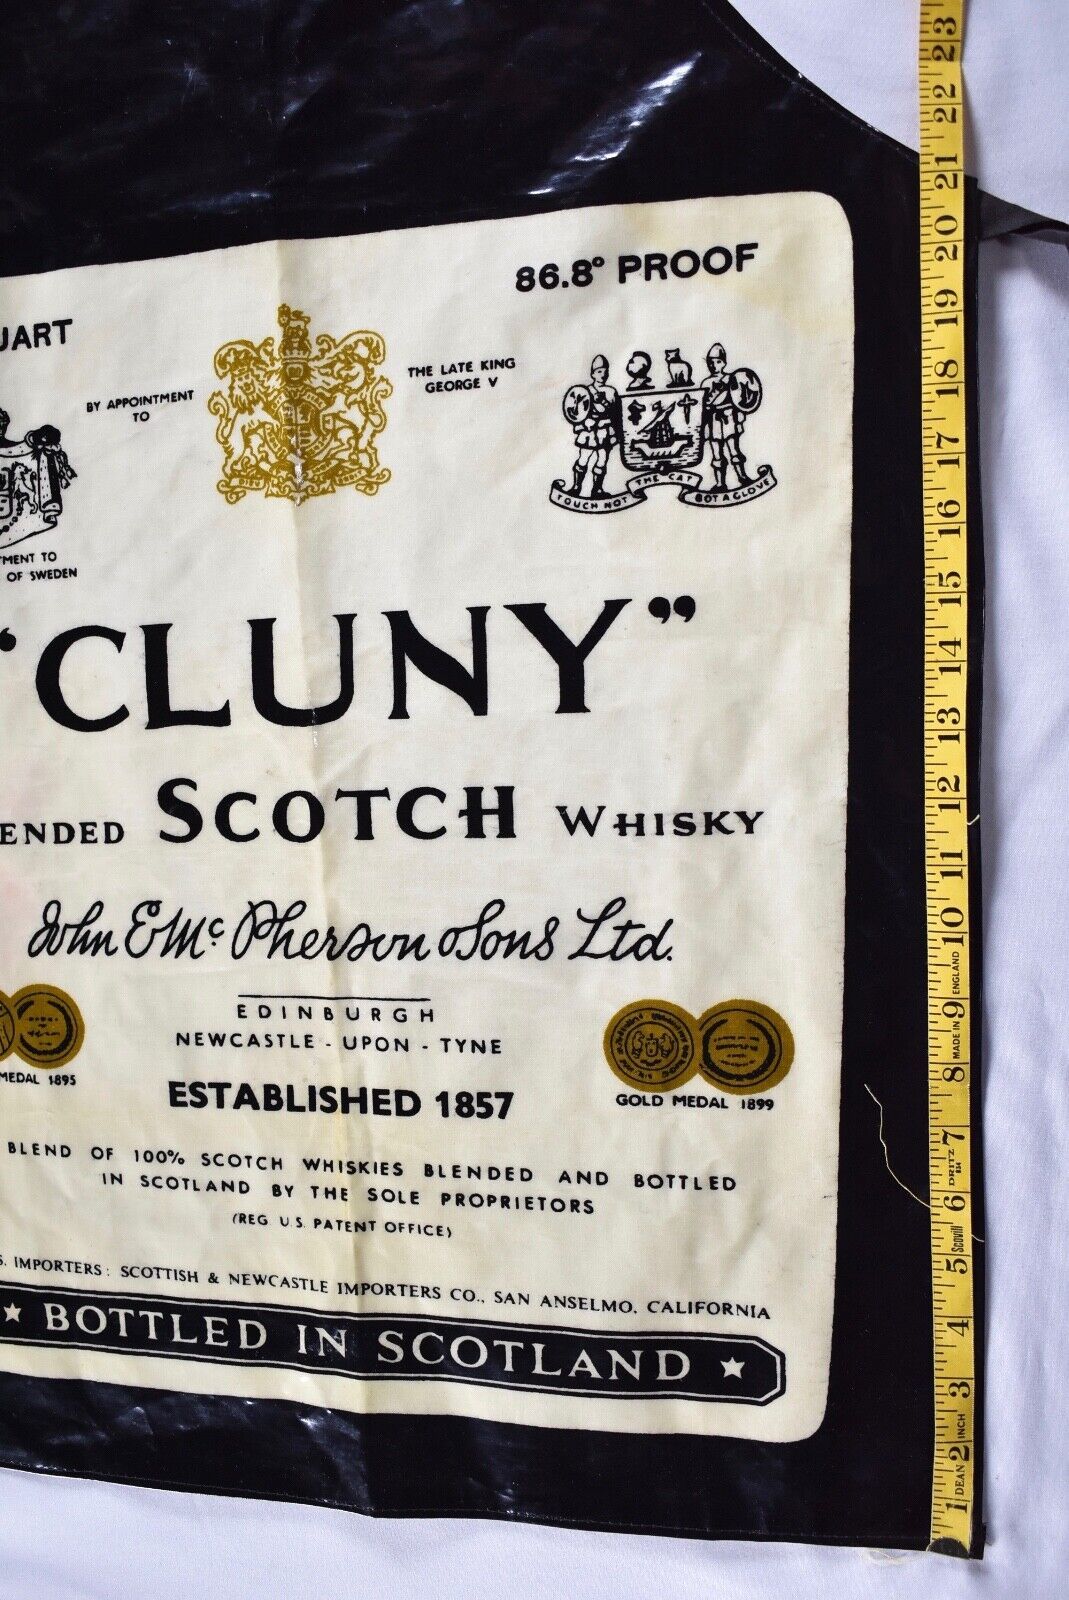 86.8° PROOF
UART
BY APPOINTMENT
TO
THE LATE KING
GEORGE V
TOUCH NOT THE CAT BOT A GLOVE
TMENT TO
OF SWEDEN
"CLUNY"
ENDED SCOTCH WHISKY
John E. Mc Pherson & Sons Ltd.
EDINBURGH
NEWCASTLE - UPON - TYNE
MEDAL 1895
ESTABLISHED 1857
GOLD MEDAL 1899
BLEND OF 100% SCOTCH WHISKIES BLENDED AND BOTTLED
IN SCOTLAND BY THE SOLE PROPRIETORS
(REG. U.S. PATENT OFFICE)
S. IMPORTERS: SCOTTISH & NEWCASTLE IMPORTERS CO., SAN ANSELMO, CALIFORNIA
BOTTLED IN SCOTLAND
23
22
21
20
19
18
17
16
15
14
13
12
11
10
MADE IN ENGLAND
9
8
7
DRITZ
6
Scovill
5
4
3
INCH
2
DEAN
1